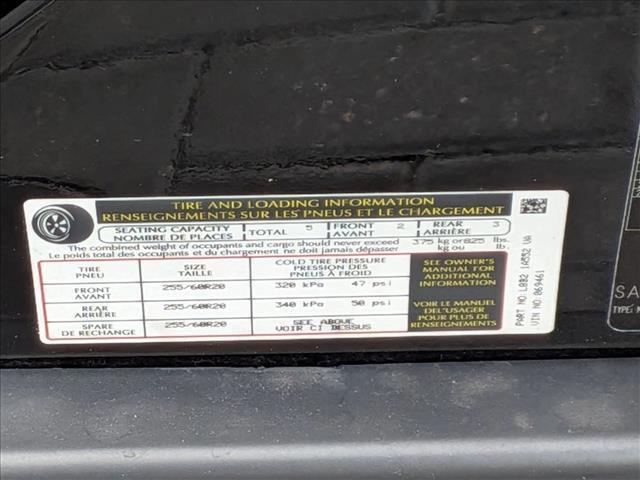 TIRE AND LOADING INFORMATION
RENSEIGNEMENTS SUR LES PNEUS ET LE CHARGEMENT
SEATING CAPACITY
NOMBRE DE PLACES
TOTAL 5
FRONT
AVANT 2
REAR
ARRIÈRE 3
The combined weight of occupants and cargo should never exceed 375 kg or 825 lbs.
Le poids total des occupants et du chargement ne doit jamais dépasser kg ou lb.
TIRE
PNEU
SIZE
TAILLE
COLD TIRE PRESSURE
PRESSION DES
PNEUS À FROID
FRONT
AVANT
255/60R20
320 kPa 47 psi
REAR
ARRIÈRE
255/60R20
340 kPa 50 psi
SPARE
DE RECHANGE
255/60R20
SEE ABOVE
VOIR CI DESSUS
SEE OWNER'S
MANUAL FOR
ADDITIONAL
INFORMATION
VOIR LE MANUEL
DE L'USAGER
POUR PLUS DE
RENSEIGNEMENTS
PART NO: L8B2 1A552 UA
VIN NO: 069461
SA
TYPE: